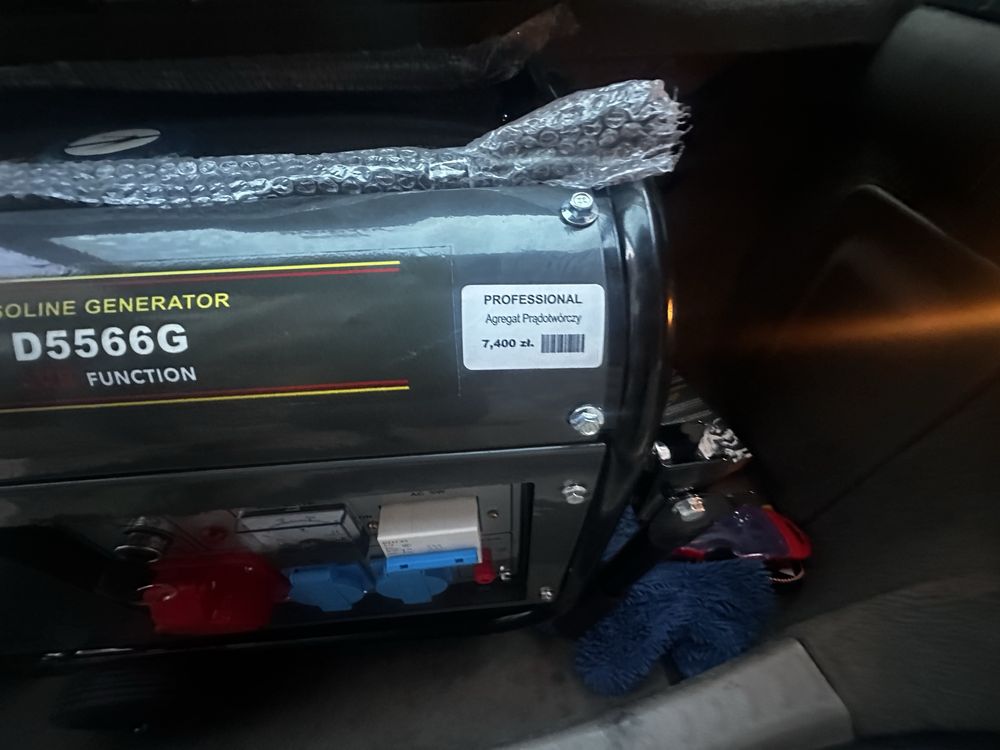 SOLINE GENERATOR
D5566G
FUNCTION
PROFESSIONAL
Agregat Prądotwórczy
7,400 zł.